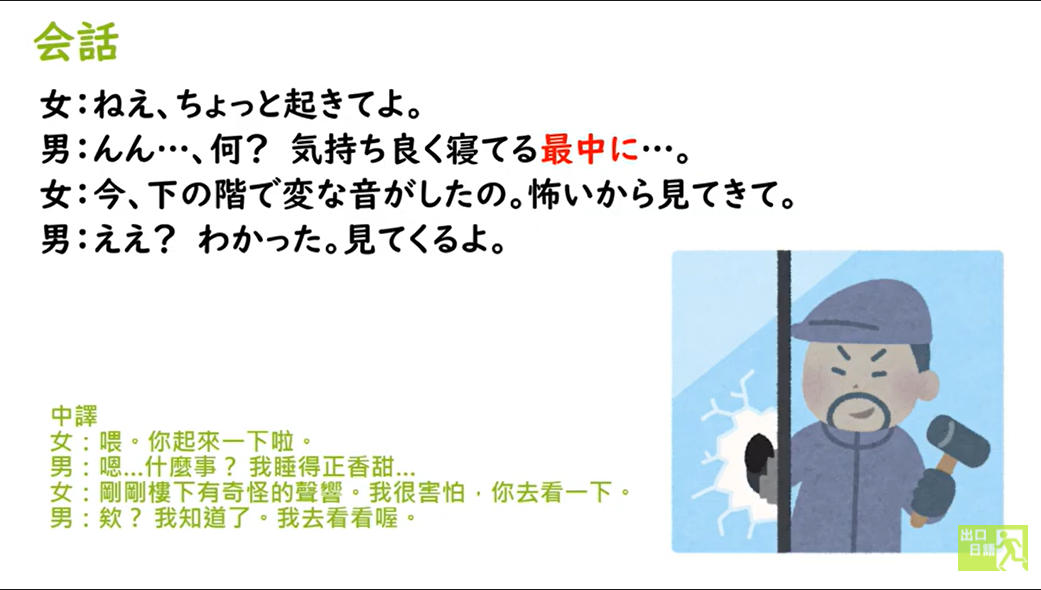 会話
女：ねえ、ちょっと起きてよ。
男：んん…、何？ 気持ち良く寝てる最中に…。
女：今、下の階で変な音がしたの。怖いから見てきて。
男：ええ？ わかった。見てくるよ。
中譯
女：喂。你起來一下啦。
男：嗯...什麼事？我睡得正香甜...
女：剛剛樓下有奇怪的聲響。我很害怕，你去看一下。
男：欸？我知道了。我去看看喔。
出口
日語